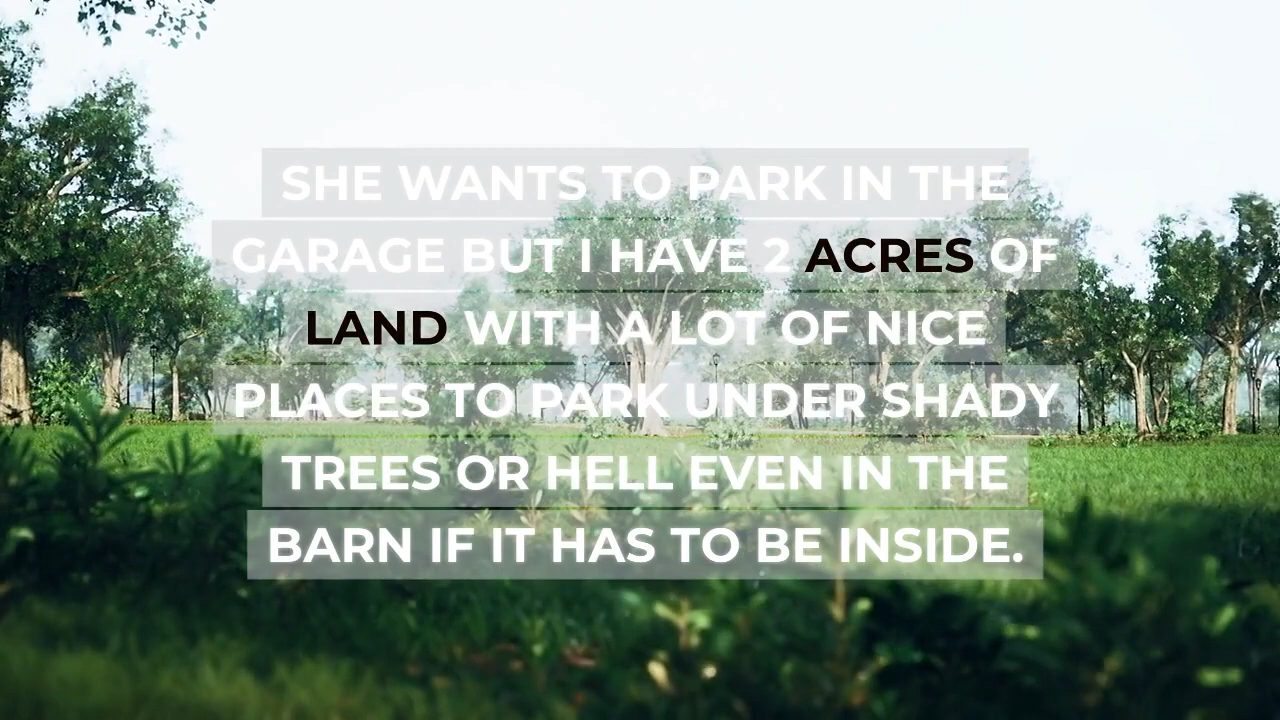 SHE WANTS TO PARK IN THE
GARAGE BUT I HAVE 2 ACRES OF
LAND WITH A LOT OF NICE
PLACES TO PARK UNDER SHADY
TREES OR HELL EVEN IN THE
BARN IF IT HAS TO BE INSIDE.